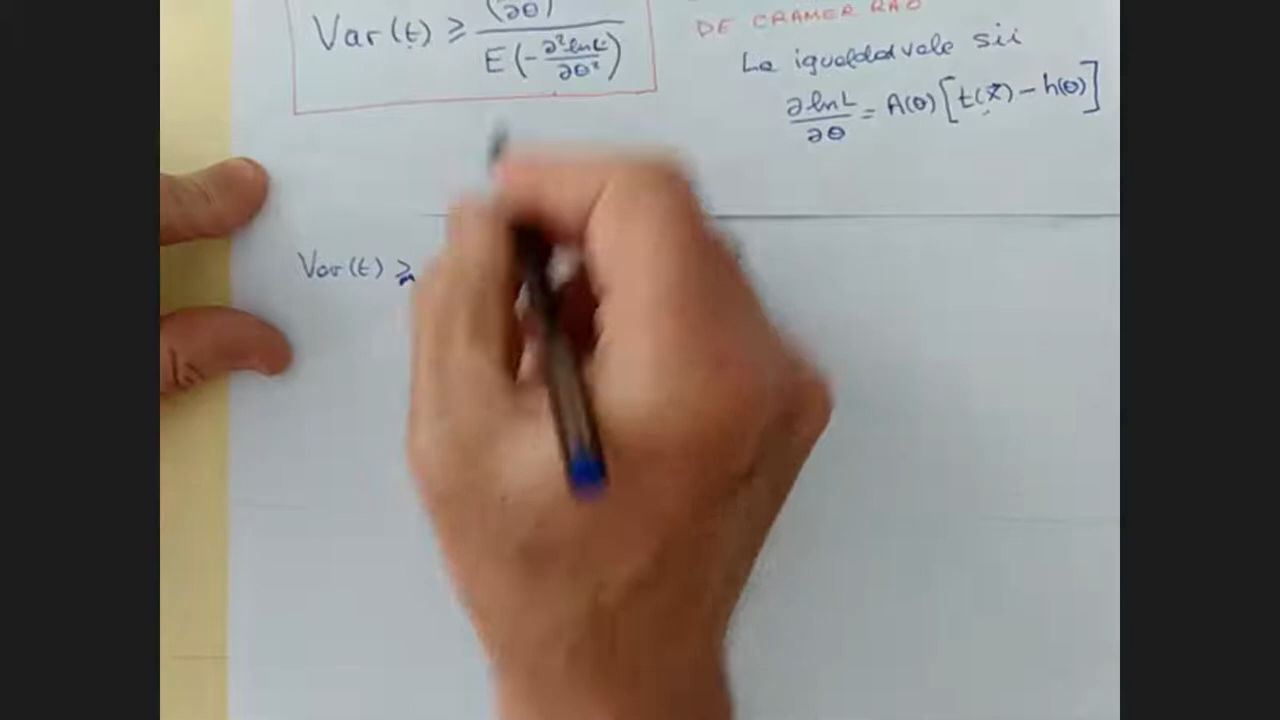 Var(t) ≥ (∂θ) / E(-∂²lnL/∂θ²)
DE CRAMER RAO
La igualdad vale sii
∂lnL/∂θ = A(θ)[t(x⃗) - h(θ)]
Var(t) ≥